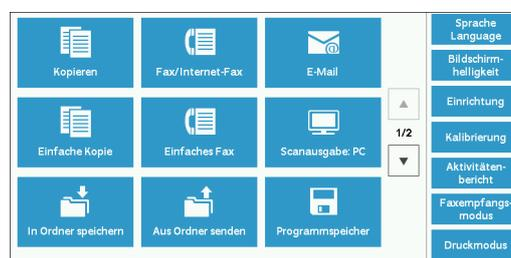 Kopieren
Fax/Internet-Fax
E-Mail
Einfache Kopie
Einfaches Fax
Scanausgabe: PC
In Ordner speichern
Aus Ordner senden
Programmspeicher
1/2
Sprache
Language
Bildschirm-
helligkeit
Einrichtung
Kalibrierung
Aktivitäten-
bericht
Faxempfangs-
modus
Druckmodus